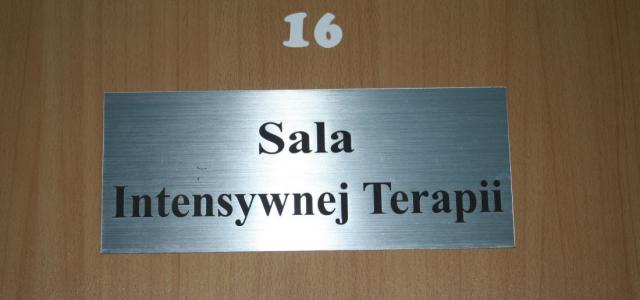 16
Sala
Intensywnej Terapii